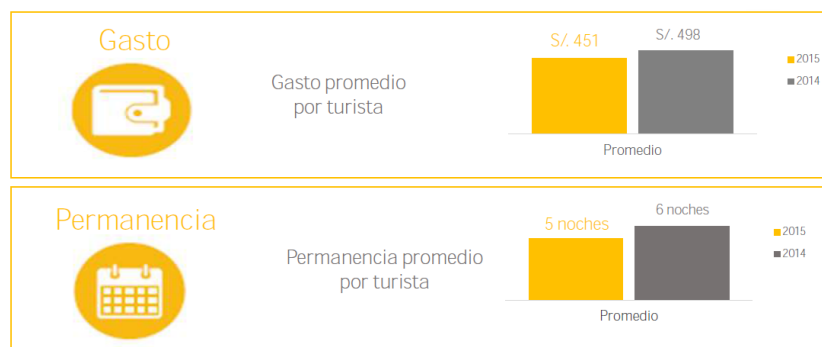 Gasto
Gasto promedio
por turista
S/. 451
S/. 498
2015
2014
Promedio
Permanencia
Permanencia promedio
por turista
5 noches
6 noches
2015
2014
Promedio